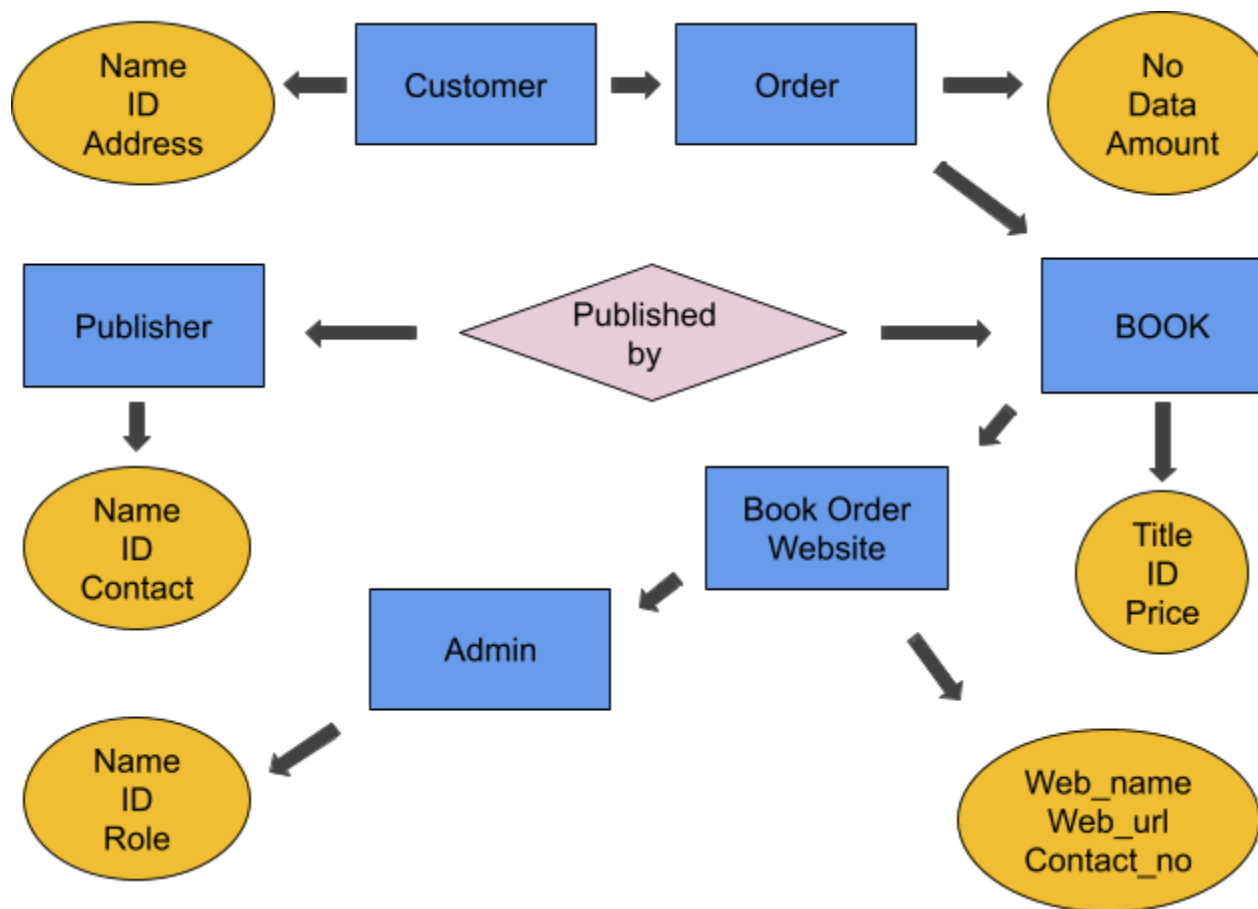 Name
ID
Address
Customer
Order
No
Data
Amount
Publisher
Published
by
BOOK
Name
ID
Contact
Book Order
Website
Title
ID
Price
Admin
Name
ID
Role
Web_name
Web_url
Contact_no